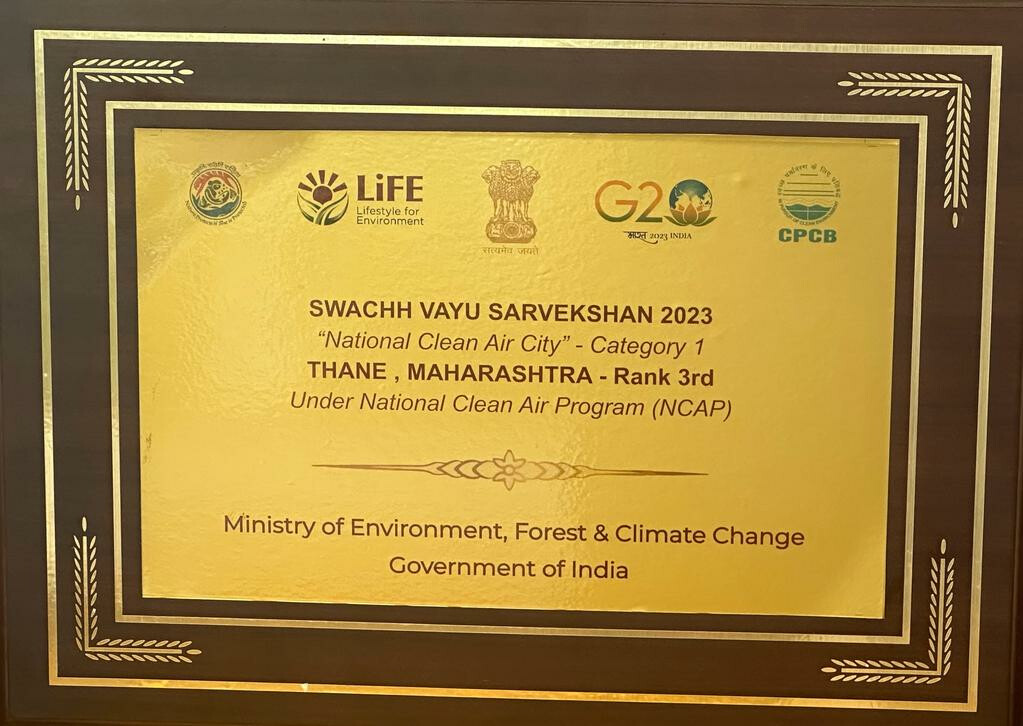 LiFE
Lifestyle for
Environment
सत्यमेव जयते
G20
भारत 2023 INDIA
CPCB
SWACHH VAYU SARVEKSHAN 2023
“National Clean Air City” - Category 1
THANE , MAHARASHTRA - Rank 3rd
Under National Clean Air Program (NCAP)
Ministry of Environment, Forest & Climate Change
Government of India